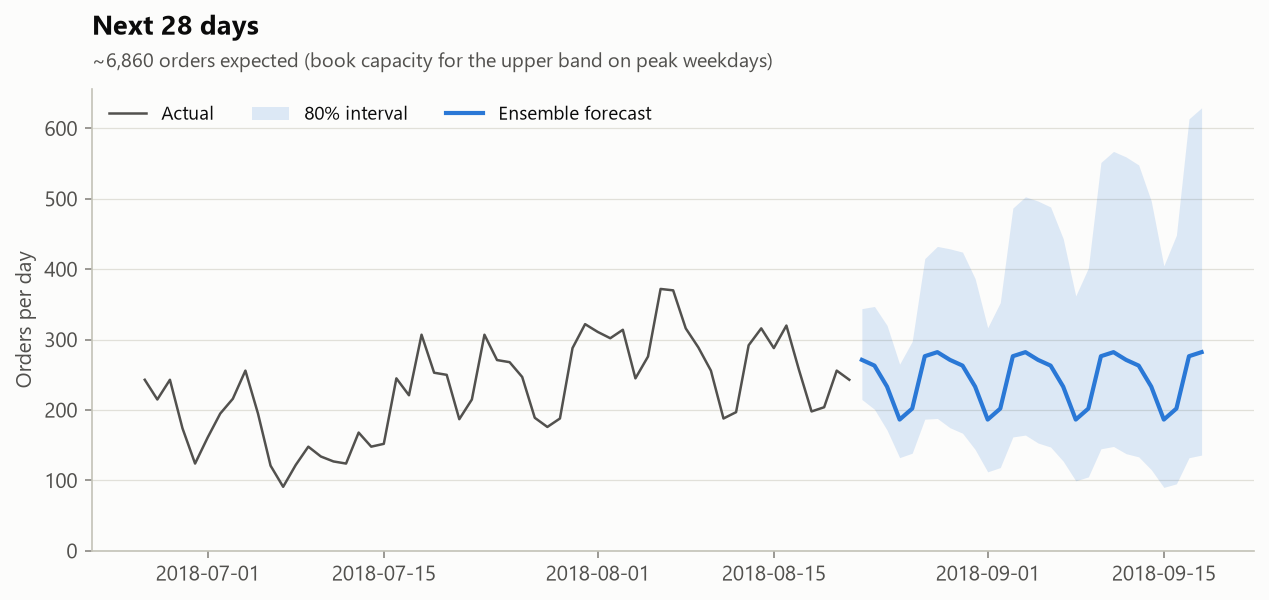 Next 28 days
~6,860 orders expected (book capacity for the upper band on peak weekdays)
Actual 80% interval Ensemble forecast
Orders per day
600
500
400
300
200
100
0
2018-07-01 2018-07-15 2018-08-01 2018-08-15 2018-09-01 2018-09-15